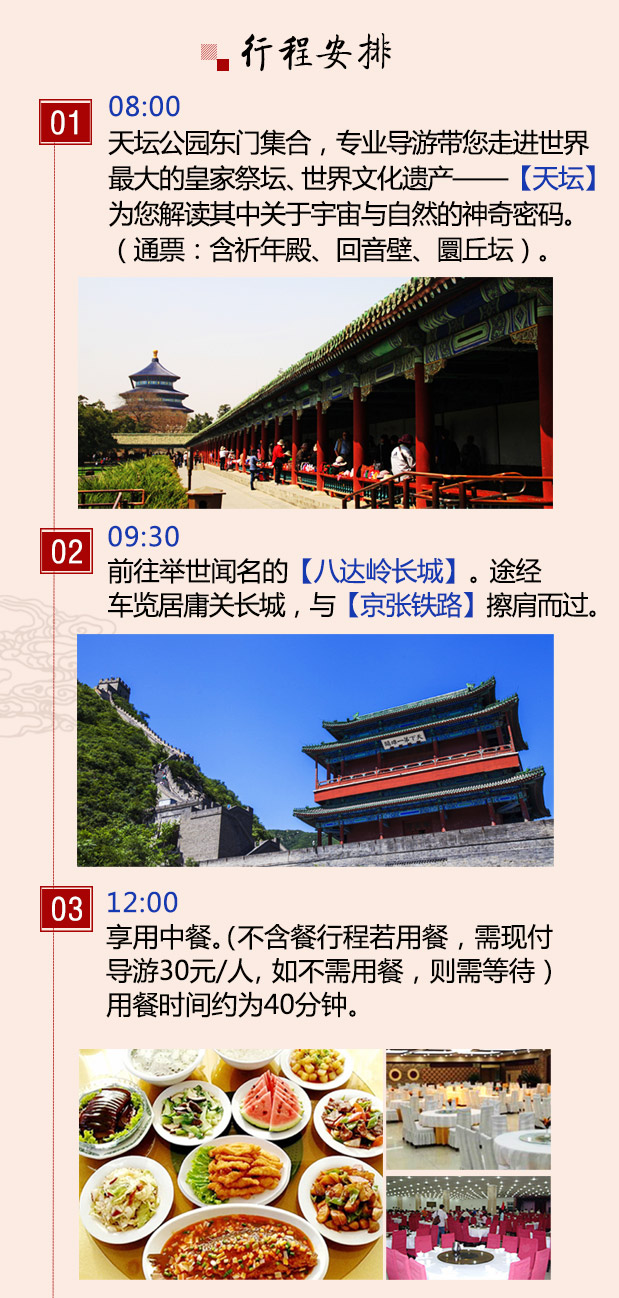 行程安排
01
08:00
天坛公园东门集合，专业导游带您走进世界
最大的皇家祭坛、世界文化遗产——【天坛】
为您解读其中关于宇宙与自然的神奇密码。
（通票：含祈年殿、回音壁、圜丘坛）。
02
09:30
前往举世闻名的【八达岭长城】。途经
车览居庸关长城，与【京张铁路】擦肩而过。
天下第一雄关
03
12:00
享用中餐。（不含餐行程若用餐，需现付
导游30元/人，如不需用餐，则需等待）
用餐时间约为40分钟。